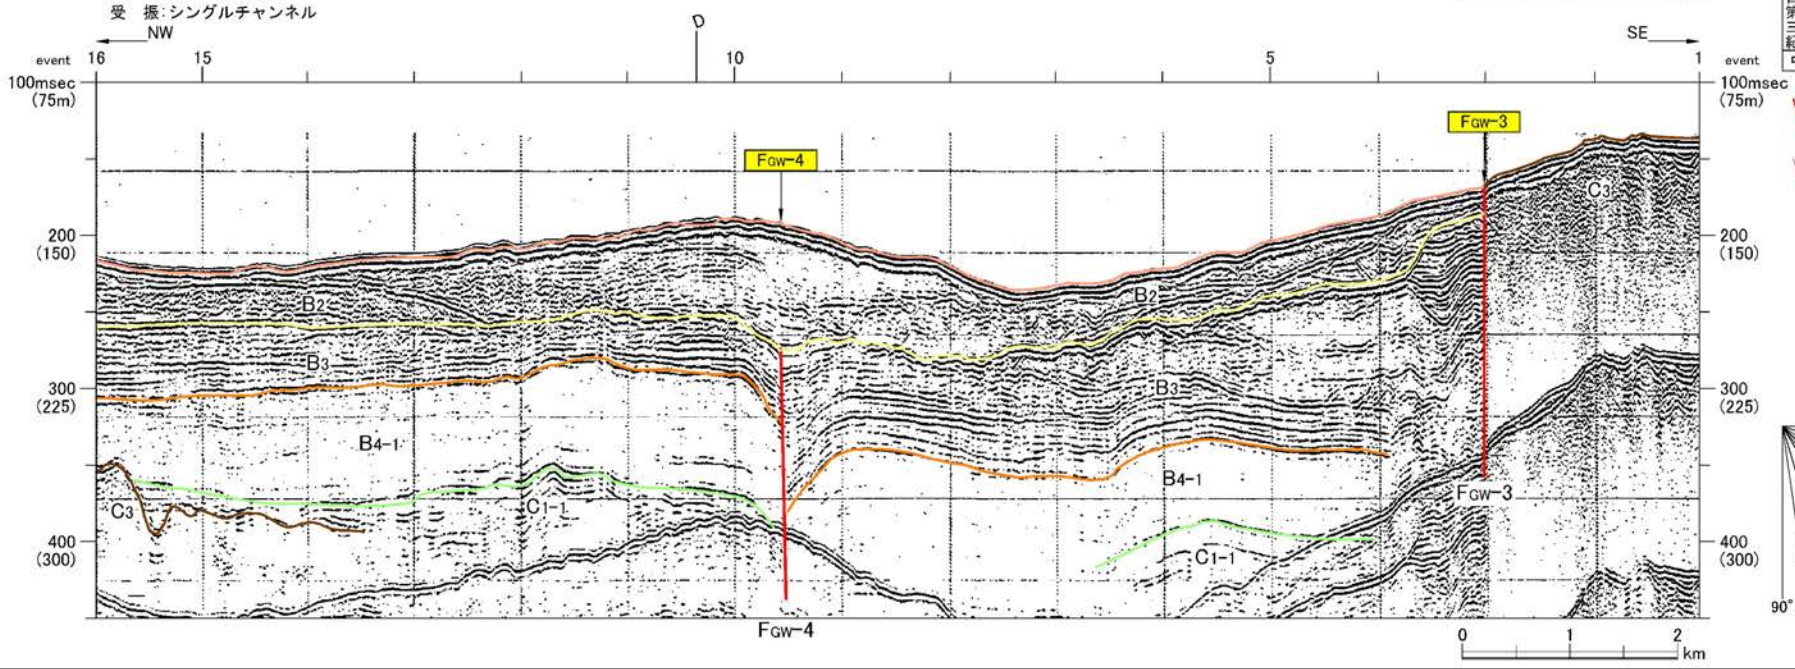 受 振:シングルチャンネル
NW
D
SE
event
16
15
10
5
1
event
100msec
(75m)
100msec
(75m)
FGW-3
FGW-4
C3
200
(150)
200
(150)
B2
B2
B3
B3
300
(225)
300
(225)
B4-1
B4-1
FGW-3
C3
C1-1
C1-1
400
(300)
400
(300)
90°
FGW-4
0
1
2
km